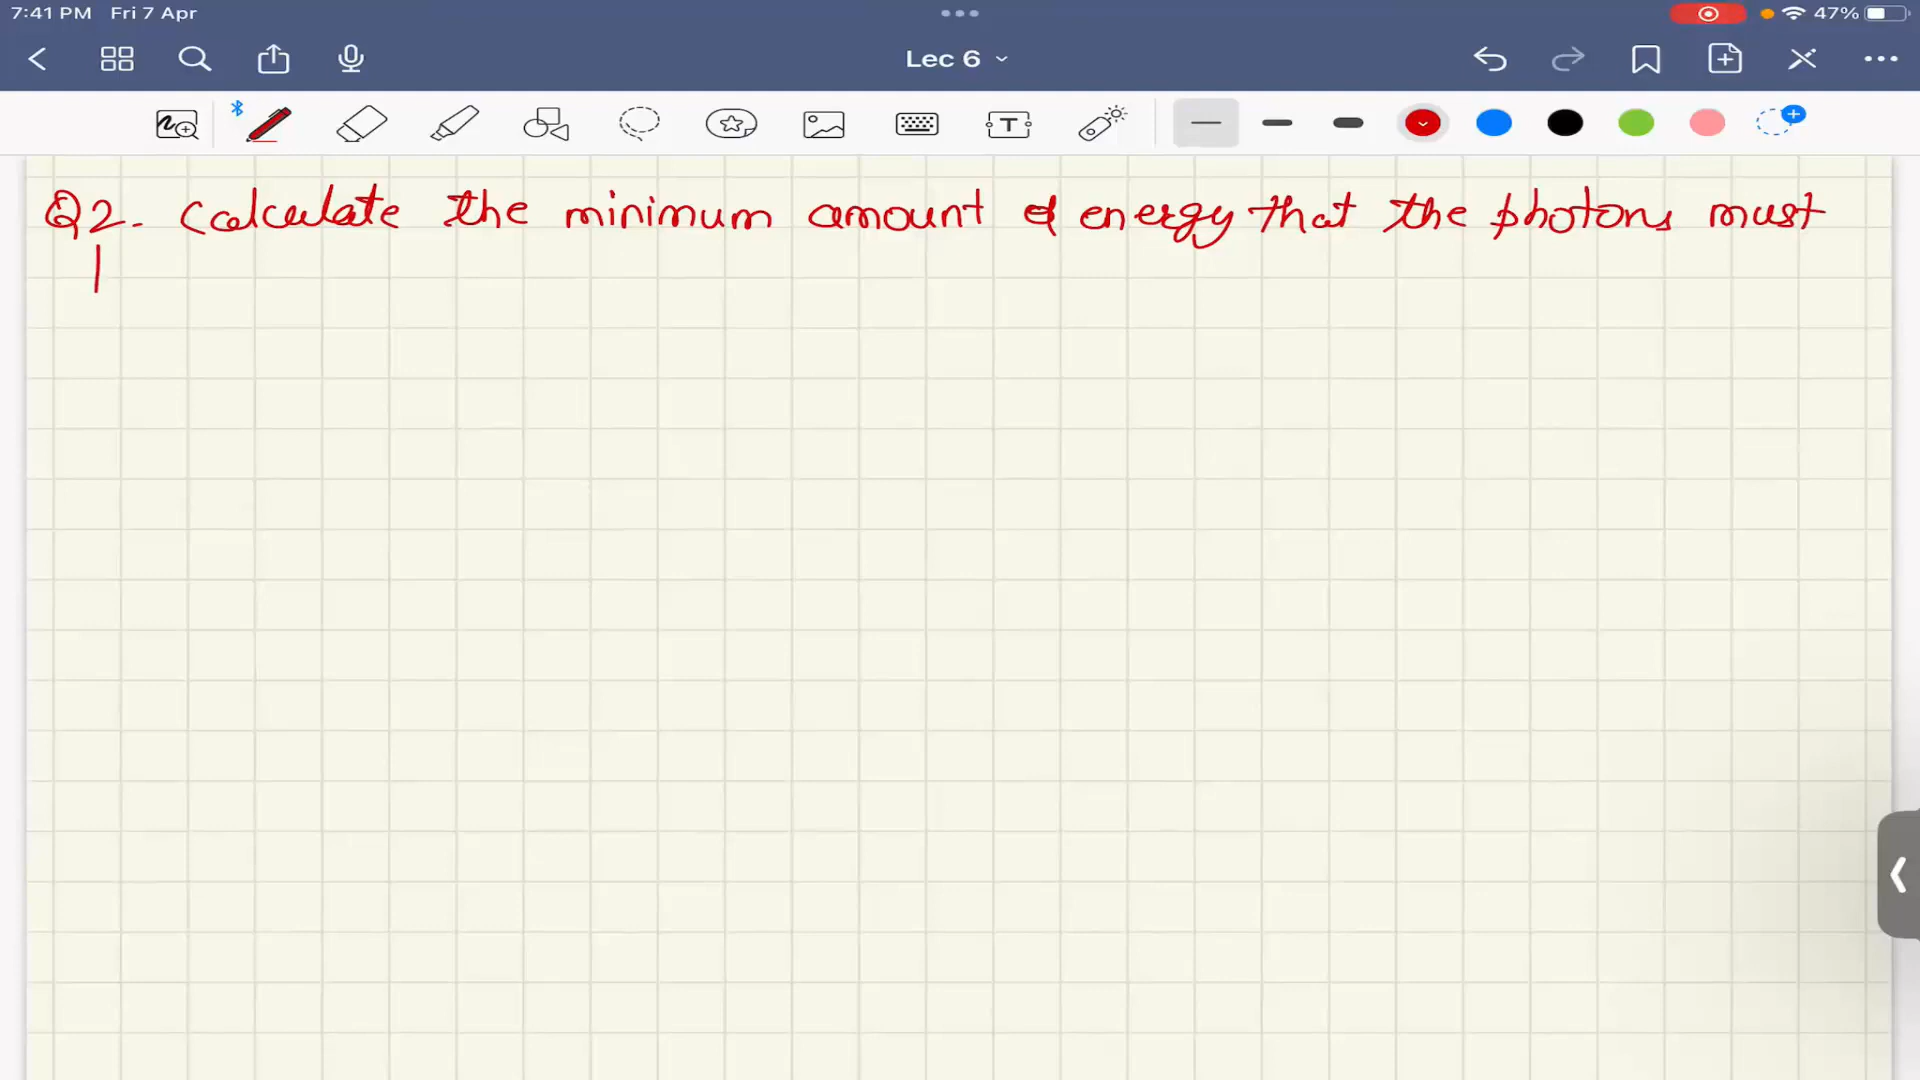 7:41 PM Fri 7 Apr
47%
Lec 6
T
Q2. Calculate the minimum amount of energy that the photons must